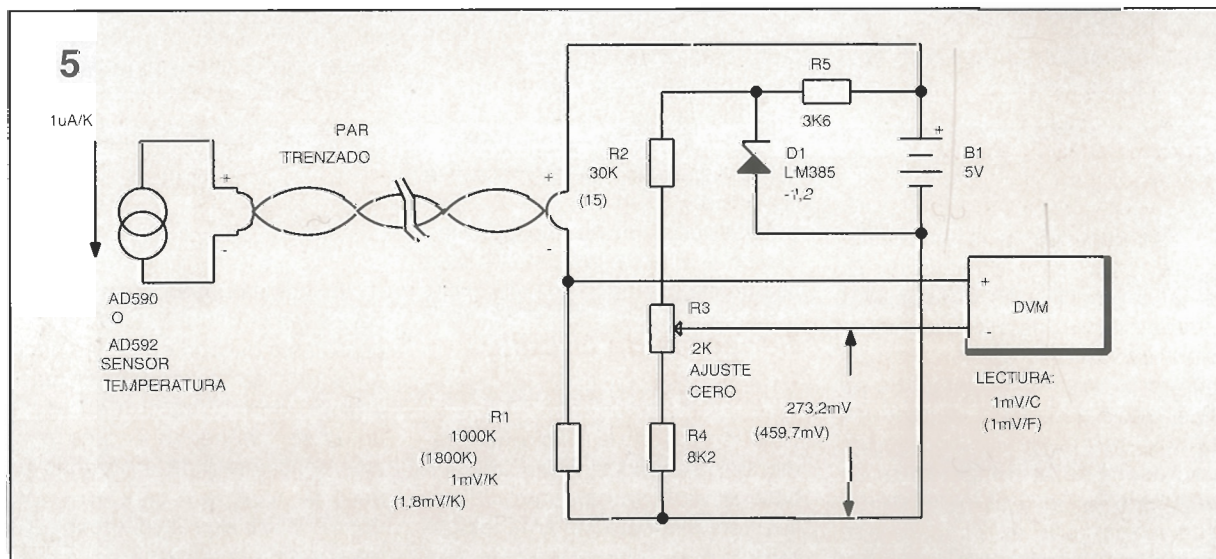 5
1uA/K
PAR
TRENZADO
+
-
AD590
O
AD592
SENSOR
TEMPERATURA
+
-
R2
30K
(15)
R5
3K6
D1
LM385
-1,2
+
B1
5V
R3
2K
AJUSTE
CERO
R1
1000K
(1800K)
1mV/K
(1,8mV/K)
R4
8K2
273,2mV
(459,7mV)
+
-
DVM
LECTURA:
1mV/C
(1mV/F)